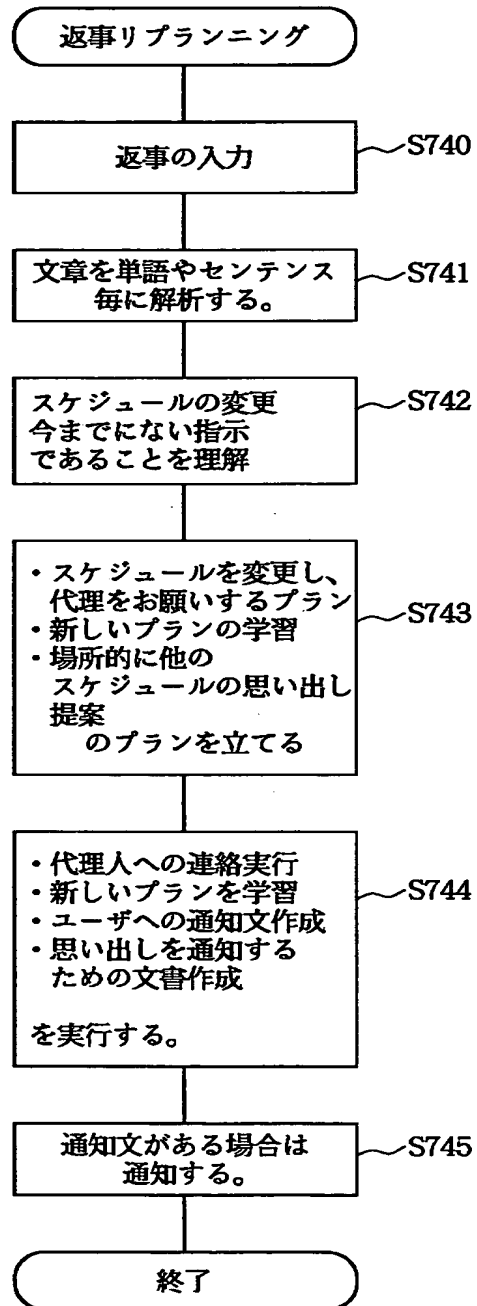 返事リプランニング
返事の入力
S740
文章を単語やセンテンス
毎に解析する。
S741
スケジュールの変更
今までにない指示
であることを理解
S742
・スケジュールを変更し、
代理をお願いするプラン
・新しいプランの学習
・場所的に他の
スケジュールの思い出し
提案
のプランを立てる
S743
・代理人への連絡実行
・新しいプランを学習
・ユーザへの通知文作成
・思い出しを通知する
ための文書作成
を実行する。
S744
通知文がある場合は
通知する。
S745
終了